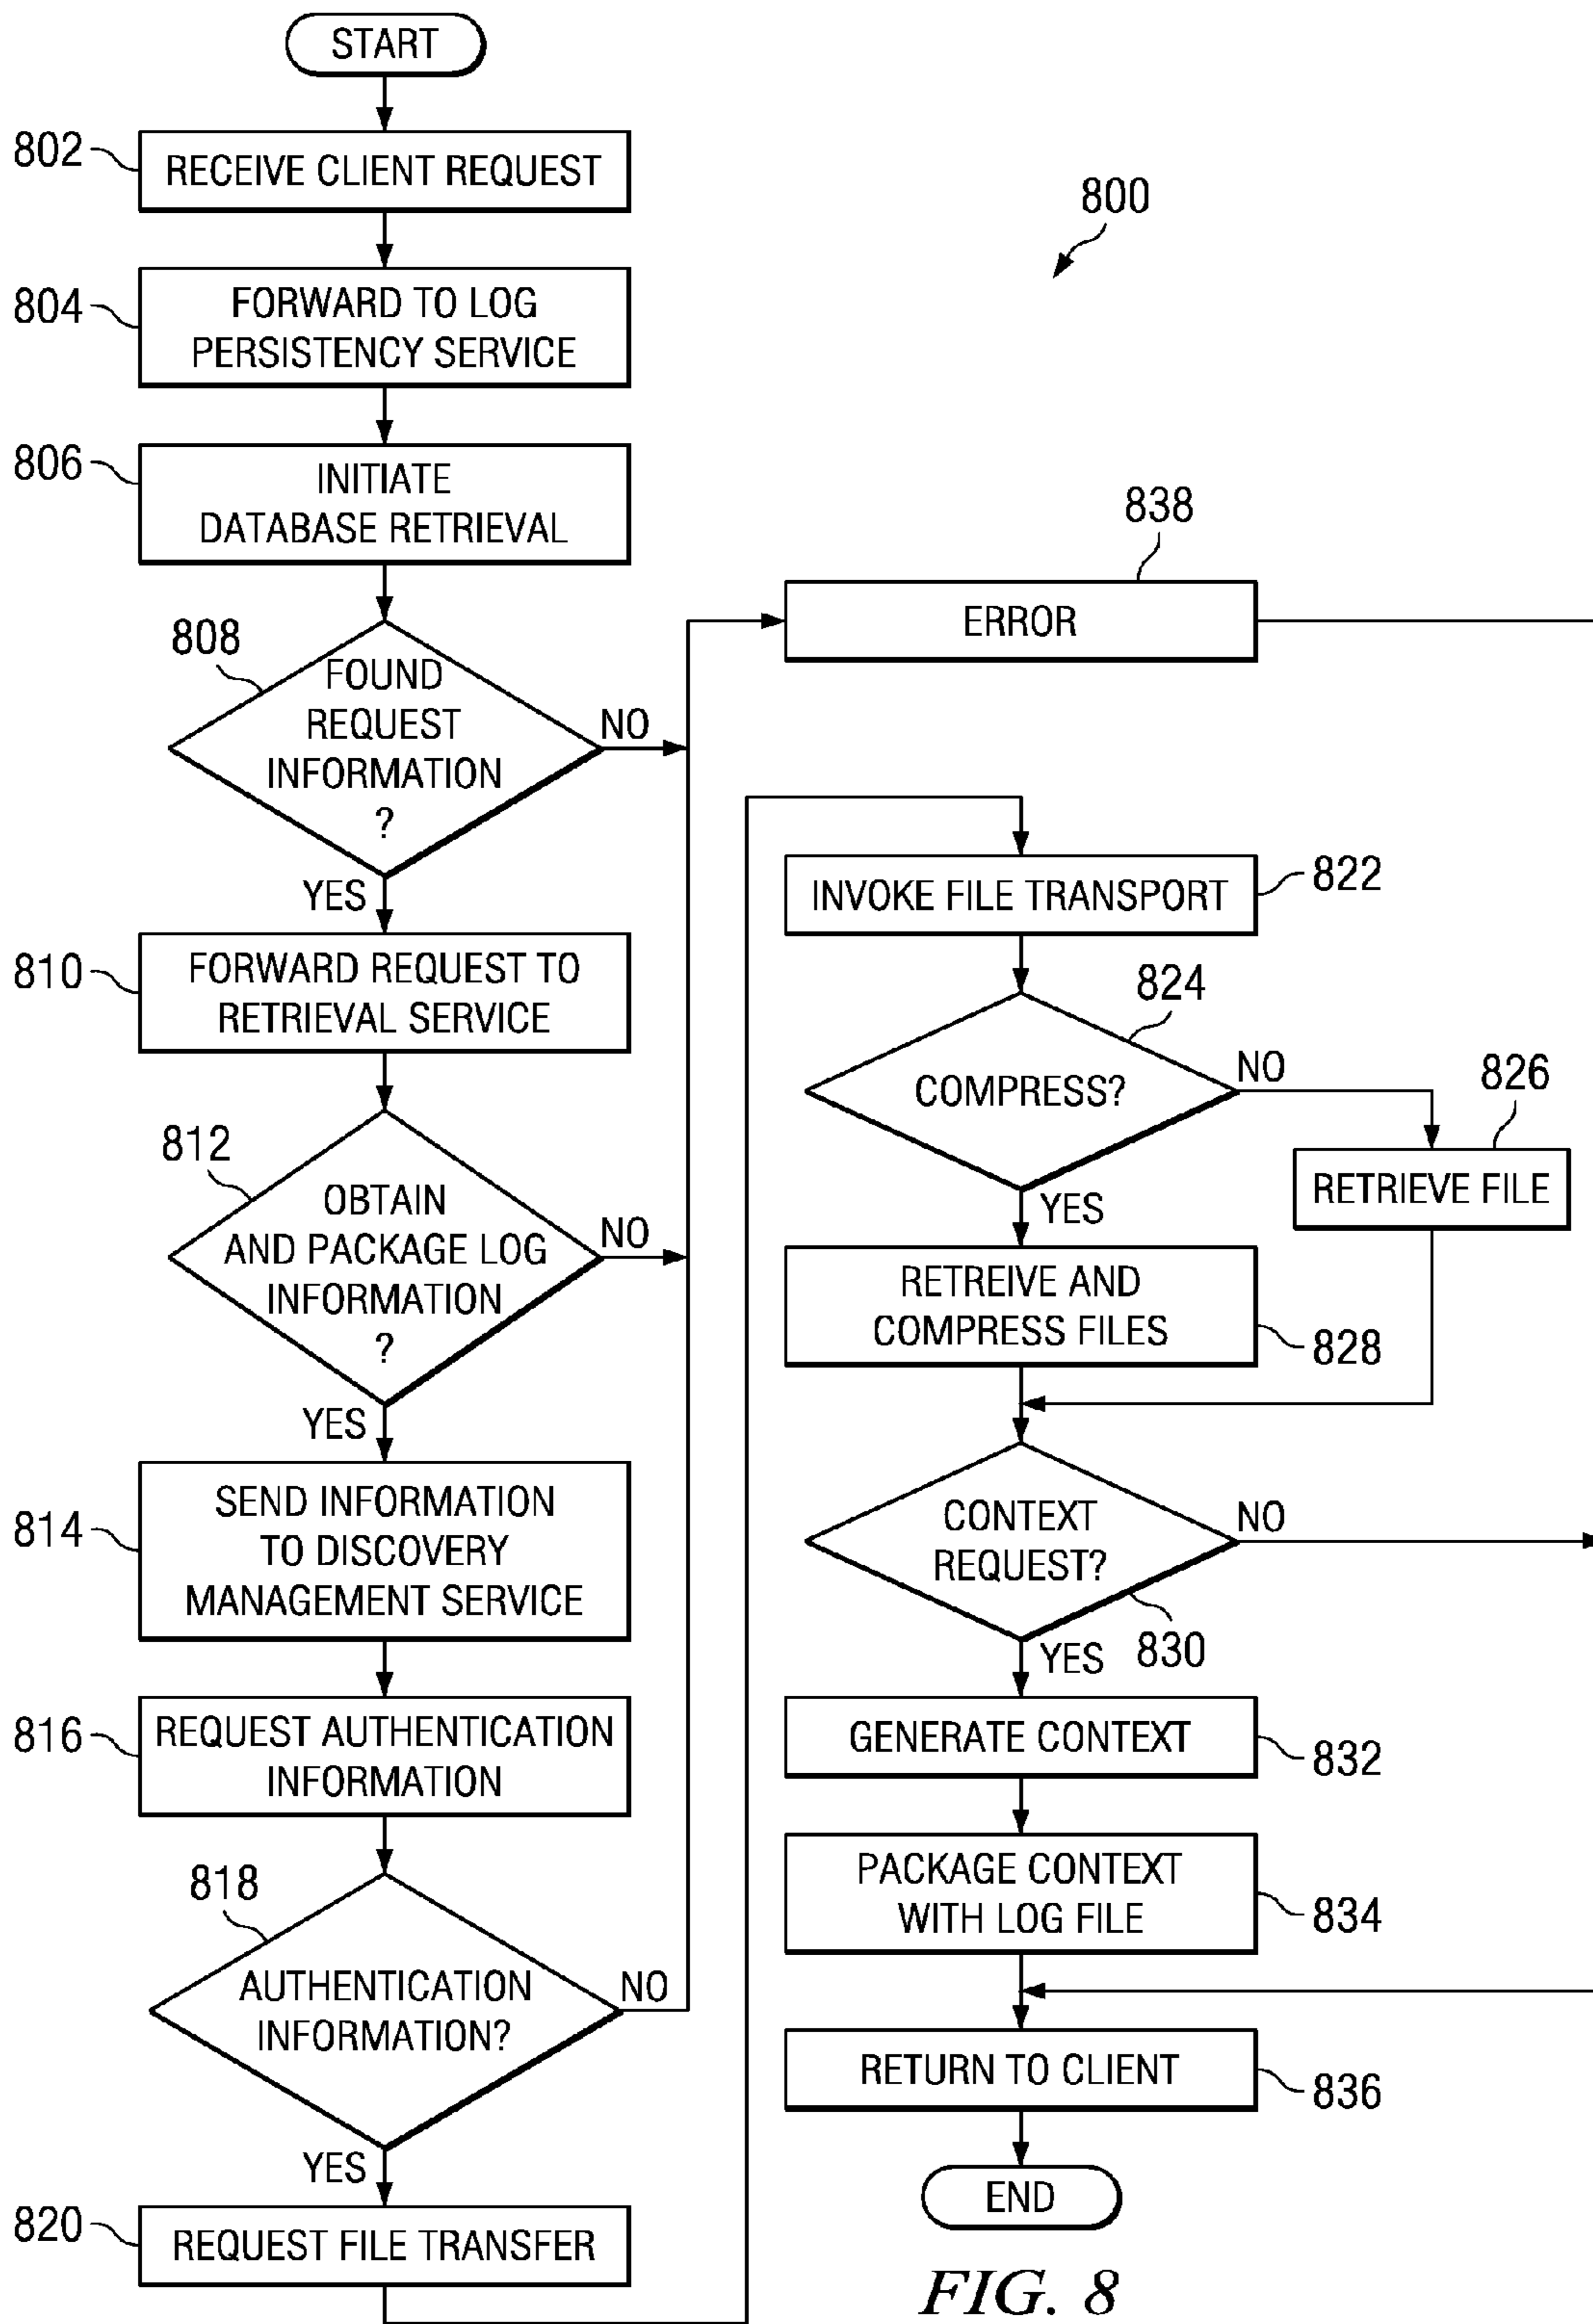 START
802
RECEIVE CLIENT REQUEST
800
804
FORWARD TO LOG
PERSISTENCY SERVICE
806
INITIATE
DATABASE RETRIEVAL
808
FOUND
REQUEST
INFORMATION
?
NO
YES
810
FORWARD REQUEST TO
RETRIEVAL SERVICE
812
OBTAIN
AND PACKAGE LOG
INFORMATION
?
NO
YES
814
SEND INFORMATION
TO DISCOVERY
MANAGEMENT SERVICE
816
REQUEST AUTHENTICATION
INFORMATION
818
AUTHENTICATION
INFORMATION?
NO
YES
820
REQUEST FILE TRANSFER
838
ERROR
INVOKE FILE TRANSPORT
822
824
COMPRESS?
NO
826
RETRIEVE FILE
YES
RETREIVE AND
COMPRESS FILES
828
CONTEXT
REQUEST?
NO
YES
830
GENERATE CONTEXT
832
PACKAGE CONTEXT
WITH LOG FILE
834
RETURN TO CLIENT
836
END
FIG. 8